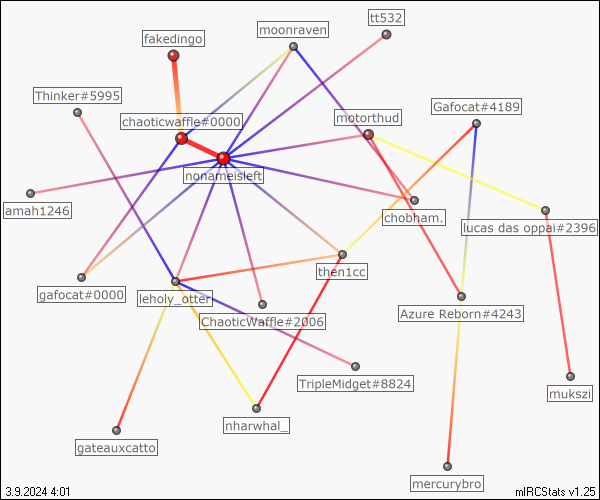 tt532
moonraven
fakedingo
Thinker#5995
Gafocat#4189
chaoticwaffle#0000
motorthud
nonameisleft
amah1246
chobham.
lucas das oppai#2396
then1cc
gafocat#0000
leholy_otter
Azure Reborn#4243
ChaoticWaffle#2006
TripleMidget#8824
mukszi
nharwhal_
gateauxcatto
mercurybro
3.9.2024 4:01
mIRCStats v1.25